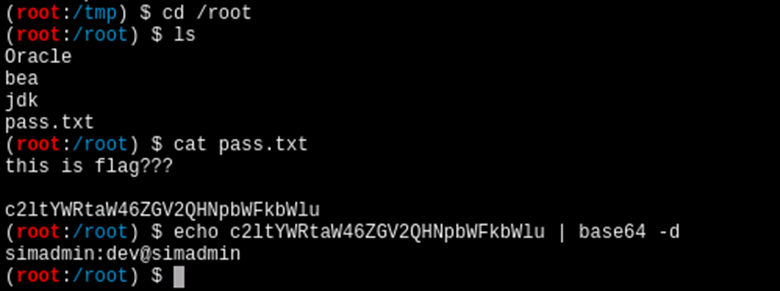 (root:/tmp) $ cd /root
(root:/root) $ ls
Oracle
bea
jdk
pass.txt
(root:/root) $ cat pass.txt
this is flag???
c2ltYWRtaW46ZGV2QHNpbWFkbWlu
(root:/root) $ echo c2ltYWRtaW46ZGV2QHNpbWFkbWlu | base64 -d
simadmin:dev@simadmin
(root:/root) $